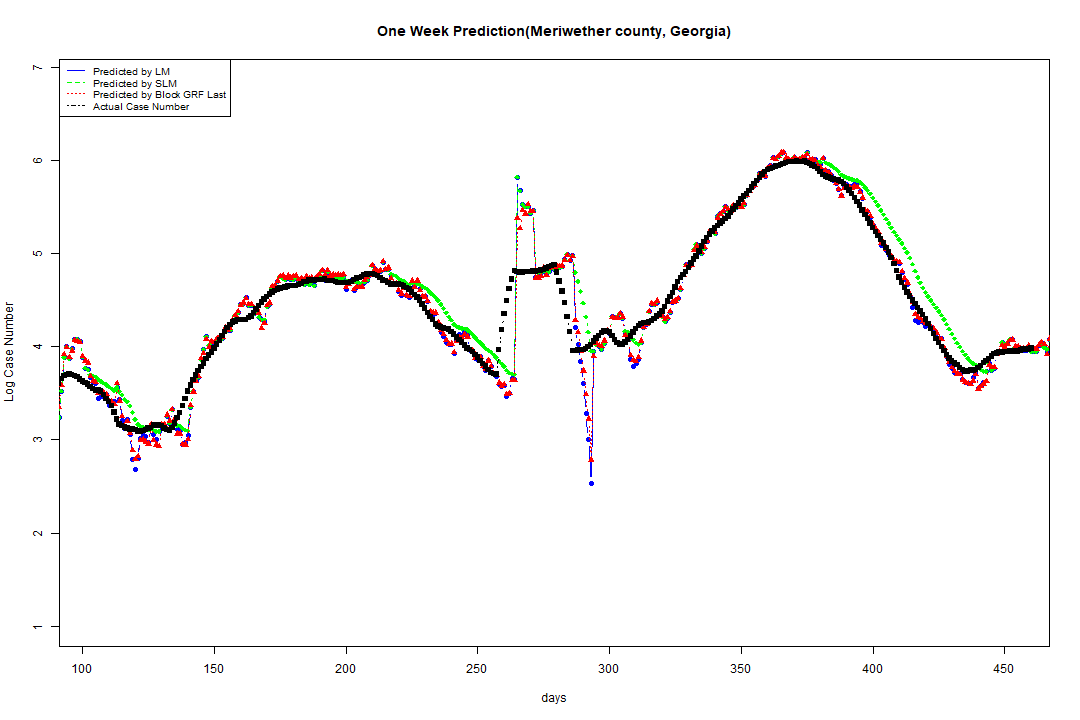 One Week Prediction(Meriwether county, Georgia)
Predicted by LM
Predicted by SLM
Predicted by Block GRF Last
Actual Case Number
7
6
5
4
3
2
1
Log Case Number
100 150 200 250 300 350 400 450
days